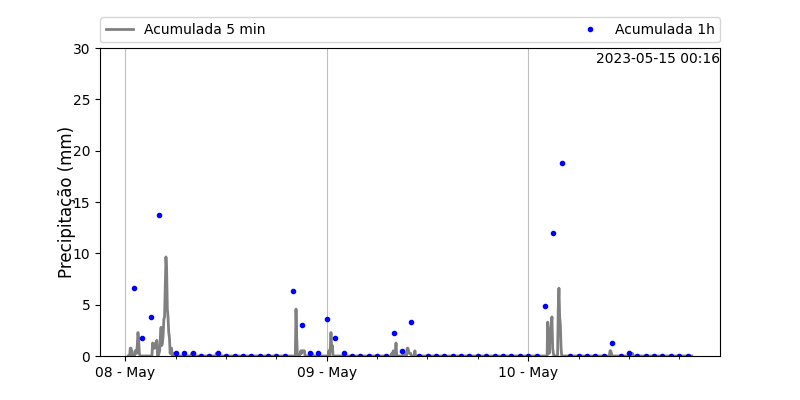 Acumulada 5 min
Acumulada 1h
2023-05-15 00:16
Precipitação (mm)
30
25
20
15
10
5
0
08 - May
09 - May
10 - May